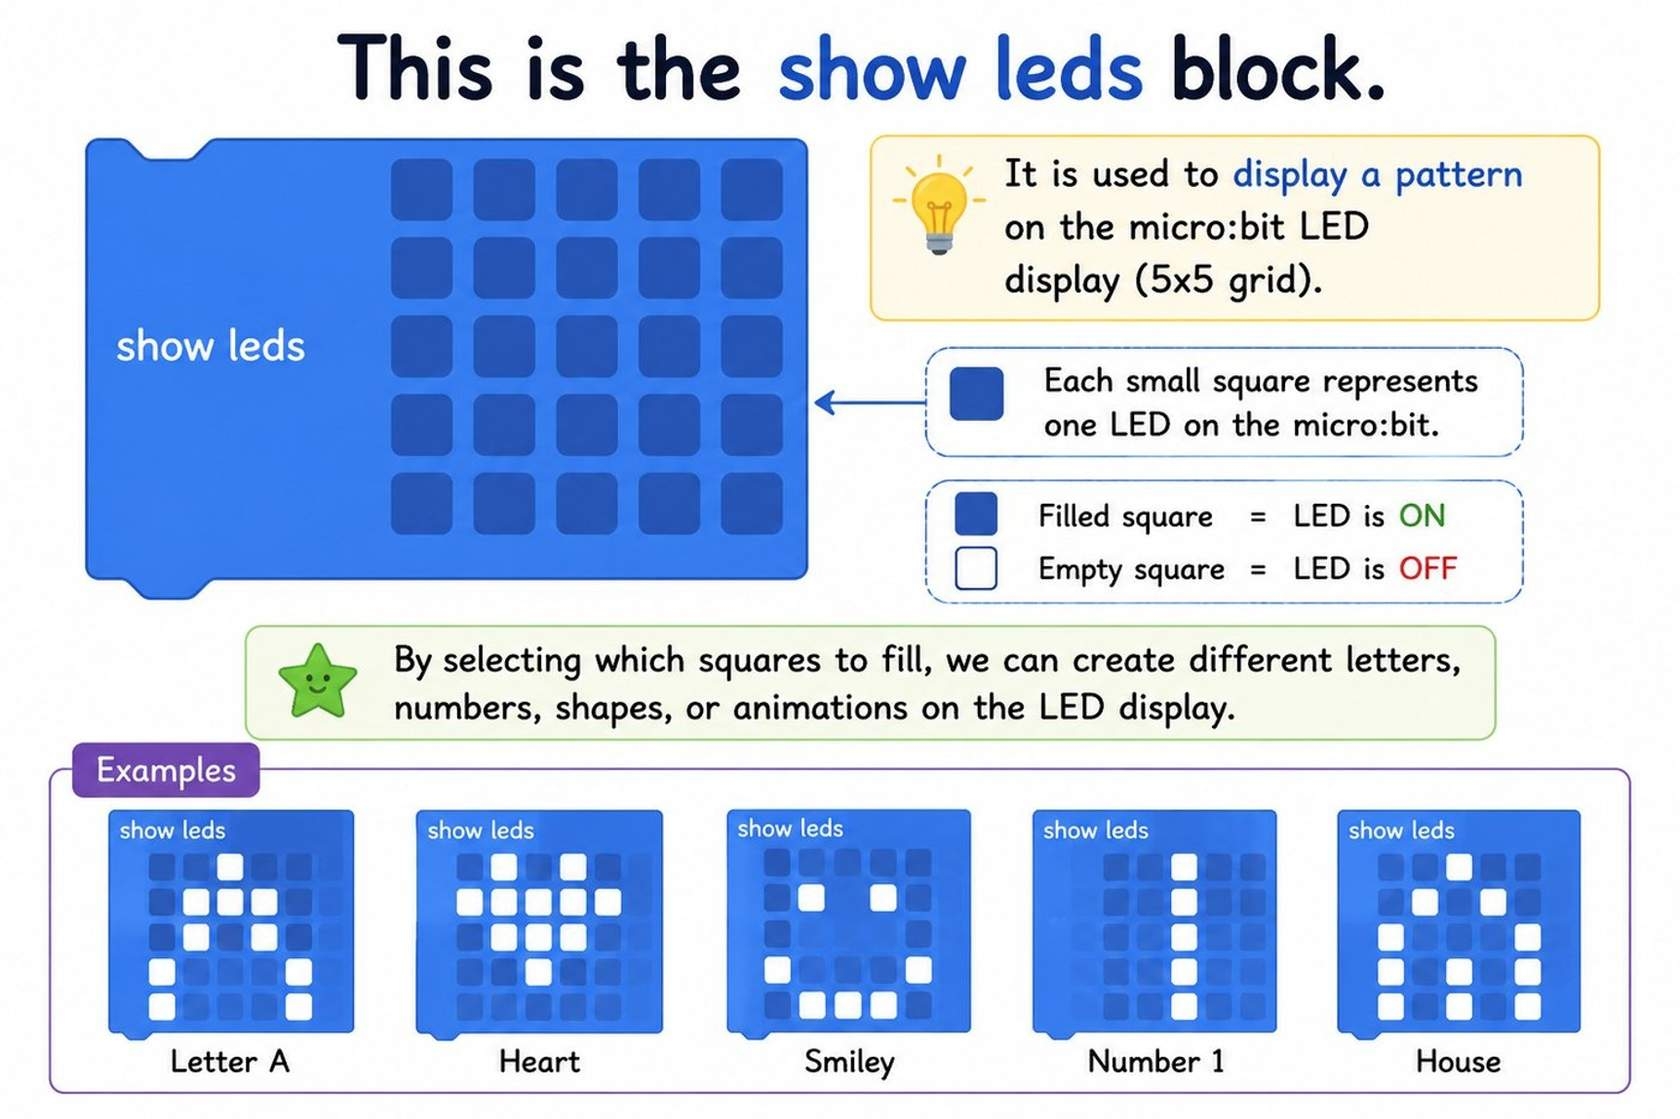 This is the show leds block.
show leds
It is used to display a pattern
on the micro:bit LED
display (5x5 grid).
Each small square represents
one LED on the micro:bit.
Filled square = LED is ON
Empty square = LED is OFF
By selecting which squares to fill, we can create different letters,
numbers, shapes, or animations on the LED display.
Examples
show leds
show leds
show leds
show leds
show leds
Letter A
Heart
Smiley
Number 1
House